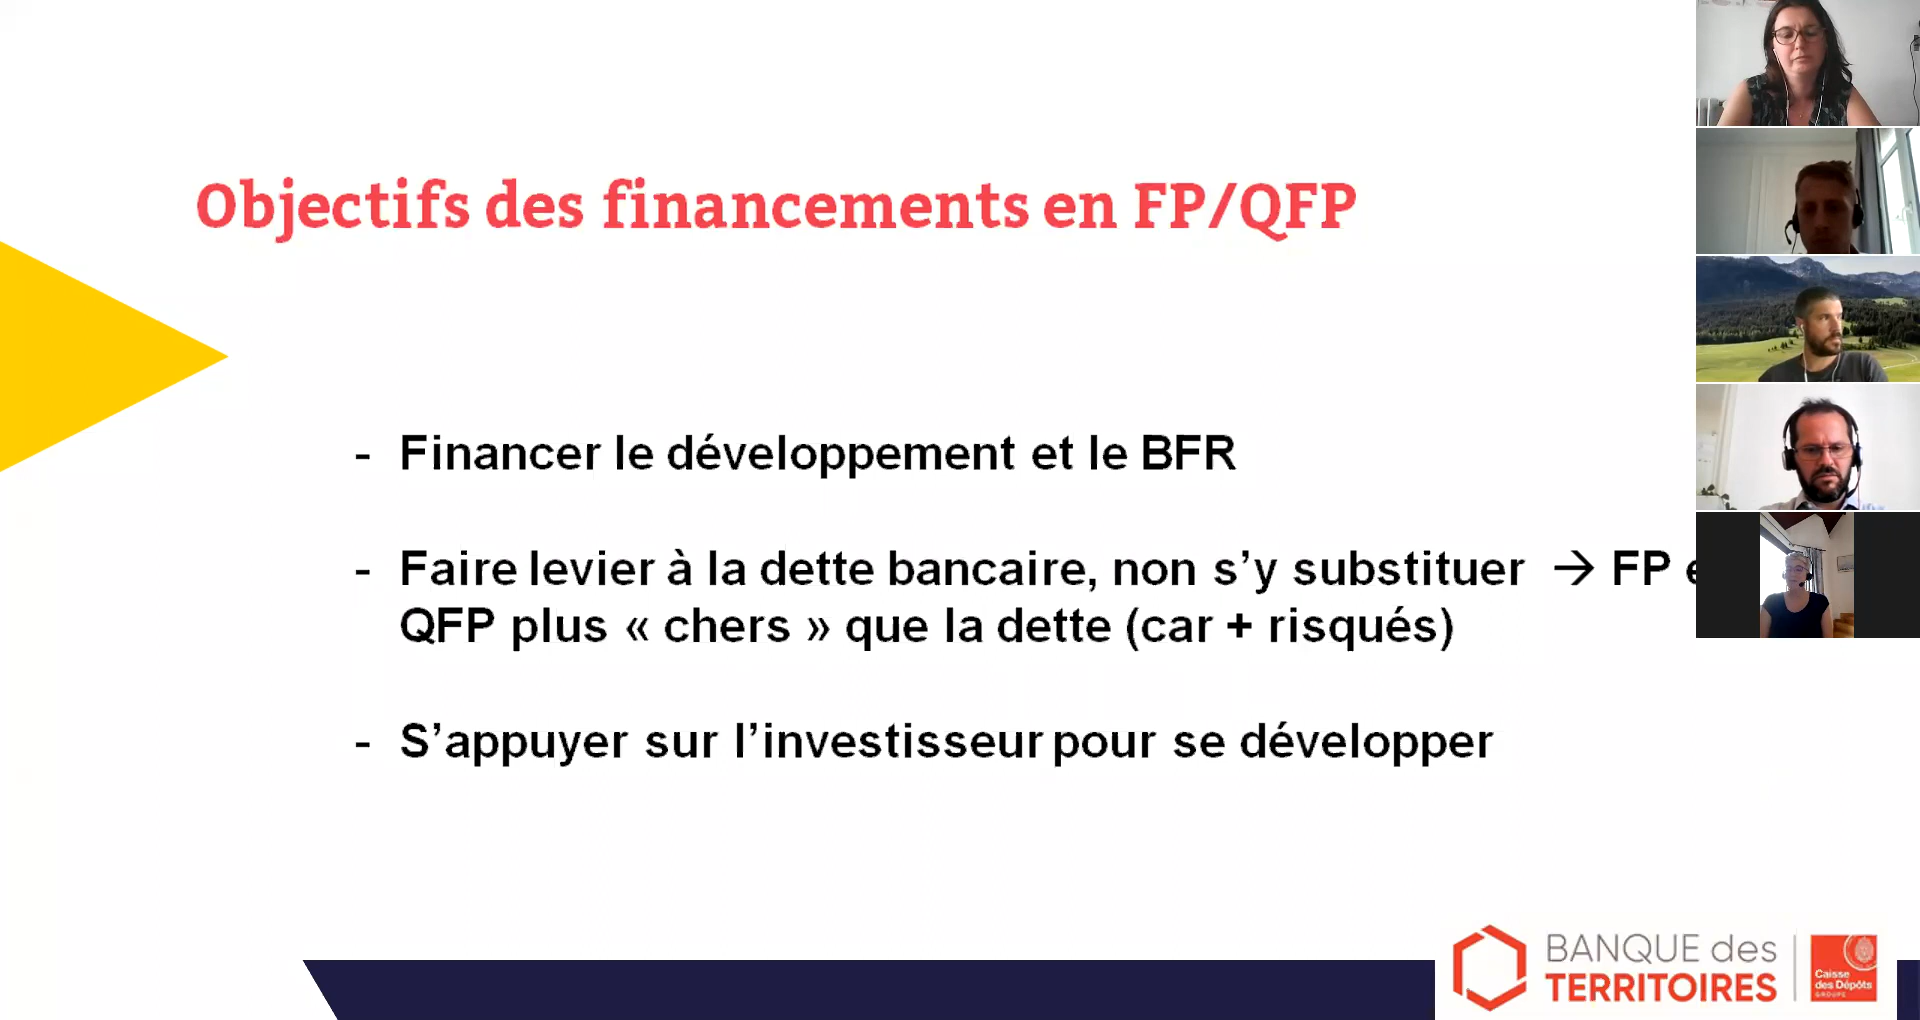 Objectifs des financements en FP/QFP
- Financer le développement et le BFR
- Faire levier à la dette bancaire, non s’y substituer → FP
QFP plus « chers » que la dette (car + risqués)
- S’appuyer sur l’investisseur pour se développer
BANQUE des
TERRITOIRES
Caisse
des Dépôts
GROUPE